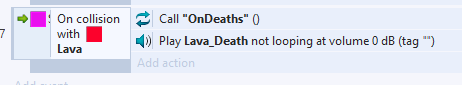 7
On collision
with
Lava
Call "OnDeaths" ()
Play Lava_Death not looping at volume 0 dB (tag "")
Add action
Add event